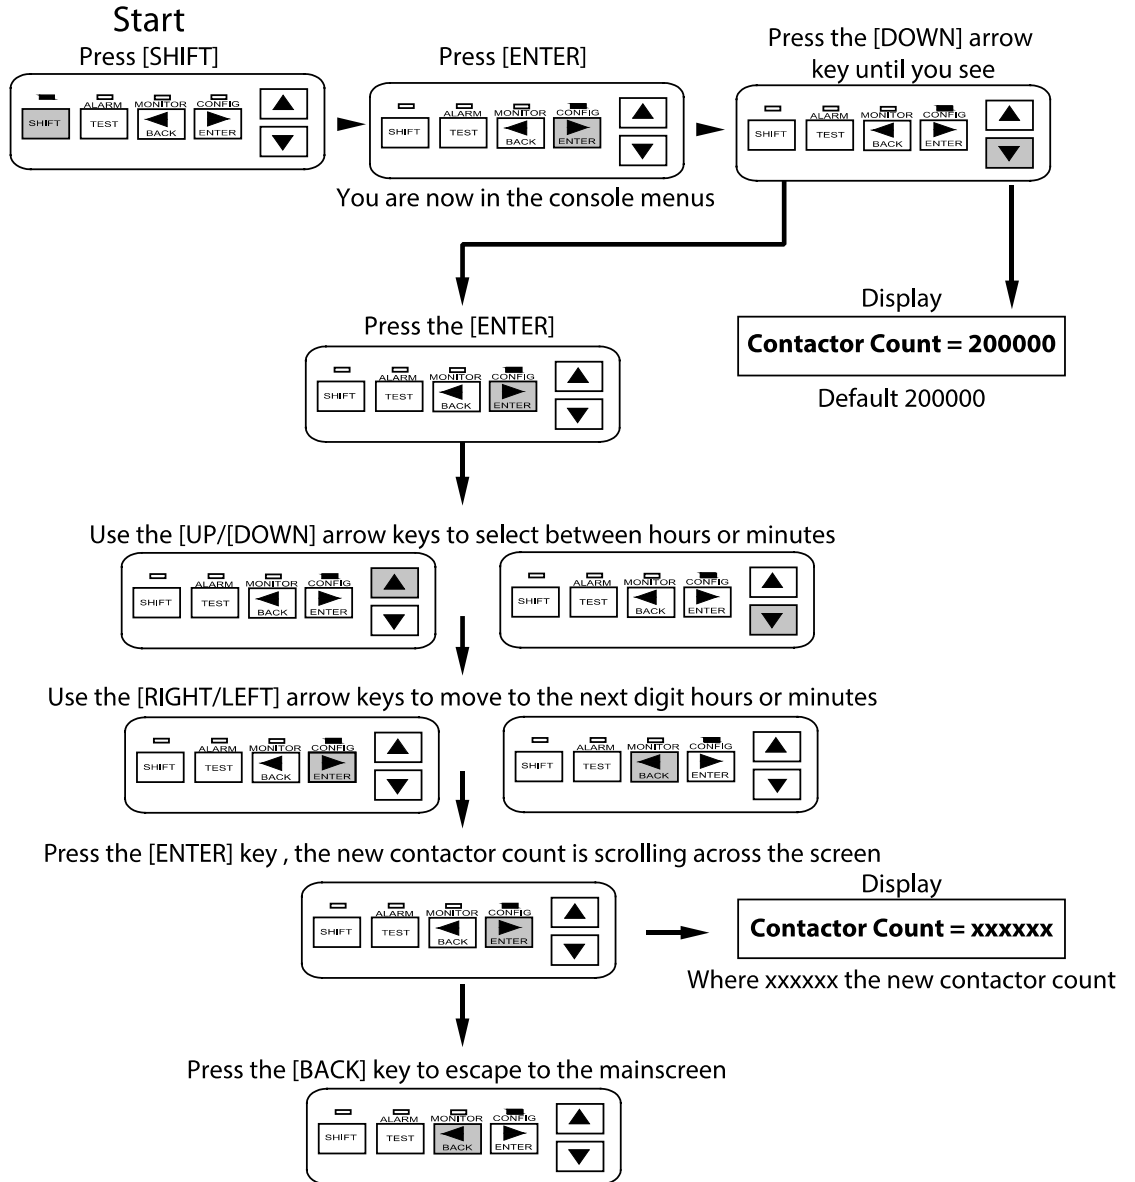 Start
Press [SHIFT]
Press [ENTER]
Press the [DOWN] arrow
key until you see
ALARM MONITOR CONFIG
SHIFT TEST BACK ENTER
ALARM MONITOR CONFIG
SHIFT TEST BACK ENTER
ALARM MONITOR CONFIG
SHIFT TEST BACK ENTER
You are now in the console menus
Display
Contactor Count = 200000
Default 200000
Press the [ENTER]
ALARM MONITOR CONFIG
SHIFT TEST BACK ENTER
Use the [UP/[DOWN] arrow keys to select between hours or minutes
ALARM MONITOR CONFIG
SHIFT TEST BACK ENTER
ALARM MONITOR CONFIG
SHIFT TEST BACK ENTER
Use the [RIGHT/LEFT] arrow keys to move to the next digit hours or minutes
ALARM MONITOR CONFIG
SHIFT TEST BACK ENTER
ALARM MONITOR CONFIG
SHIFT TEST BACK ENTER
Press the [ENTER] key , the new contactor count is scrolling across the screen
ALARM MONITOR CONFIG
SHIFT TEST BACK ENTER
Display
Contactor Count = xxxxxx
Where xxxxxx the new contactor count
Press the [BACK] key to escape to the mainscreen
ALARM MONITOR CONFIG
SHIFT TEST BACK ENTER